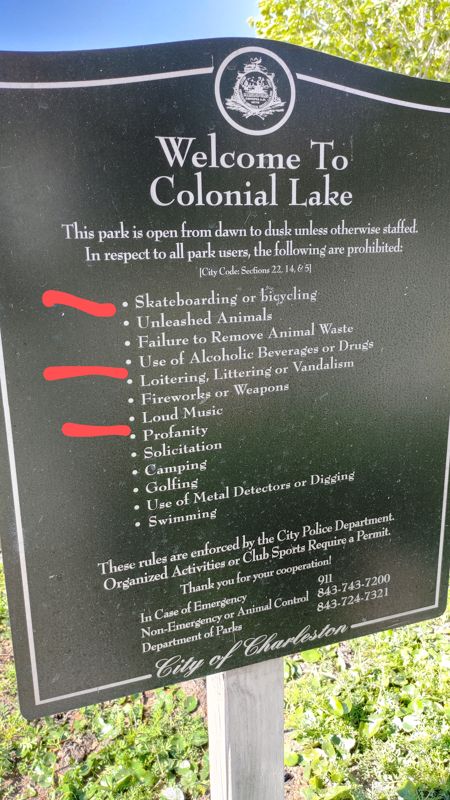 Welcome To
Colonial Lake
This park is open from dawn to dusk unless otherwise staffed.
In respect to all park users, the following are prohibited:
[City Code: Sections 22, 14, & 5]
• Skateboarding or bicycling
• Unleashed Animals
• Failure to Remove Animal Waste
• Use of Alcoholic Beverages or Drugs
• Loitering, Littering or Vandalism
• Fireworks or Weapons
• Loud Music
• Profanity
• Solicitation
• Camping
• Golfing
• Use of Metal Detectors or Digging
• Swimming
These rules are enforced by the City Police Department.
Organized Activities or Club Sports Require a Permit.
Thank you for your cooperation!
In Case of Emergency 911
Non-Emergency or Animal Control 843-743-7200
Department of Parks 843-724-7321
City of Charleston